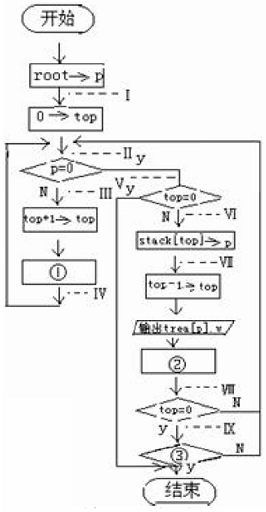 开始
root→p
I
0→top
II
y
p=0
N
III
V
top=0
top+1→top
N
VI
stack[top]→p
①
VII
IV
top-1→top
输出trea[p].v
②
VIII
top=0
N
y
IX
③
N
y
结束